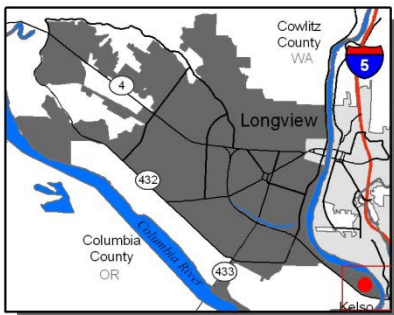 Cowlitz
County
WA
5
4
Longview
432
Columbia River
Columbia
County
OR
433
Kelso